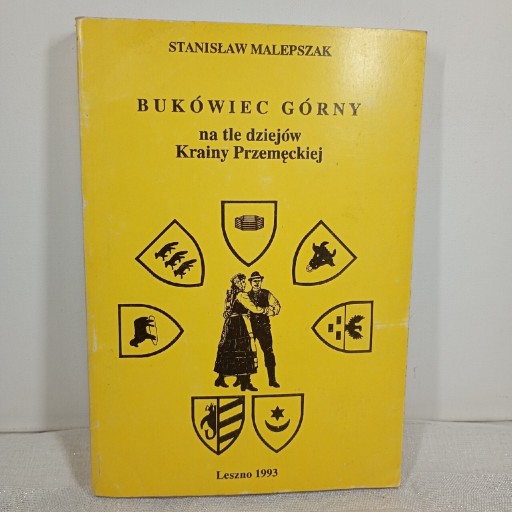 STANISŁAW MALEPSZAK
BUKÓWIEC GÓRNY
na tle dziejów
Krainy Przemęckiej
Leszno 1993